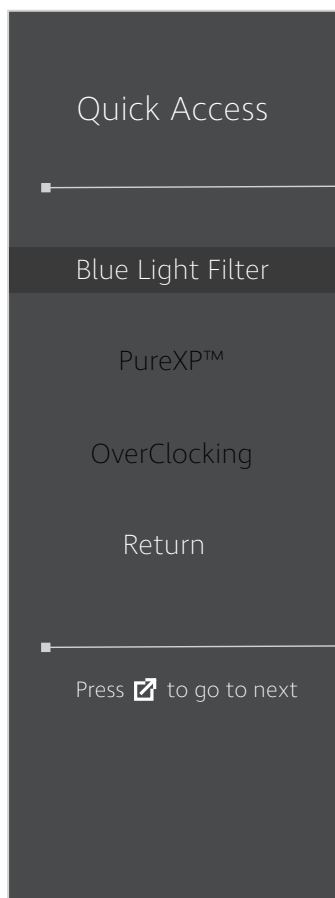 Quick Access
Blue Light Filter
PureXP™
OverClocking
Return
Press to go to next